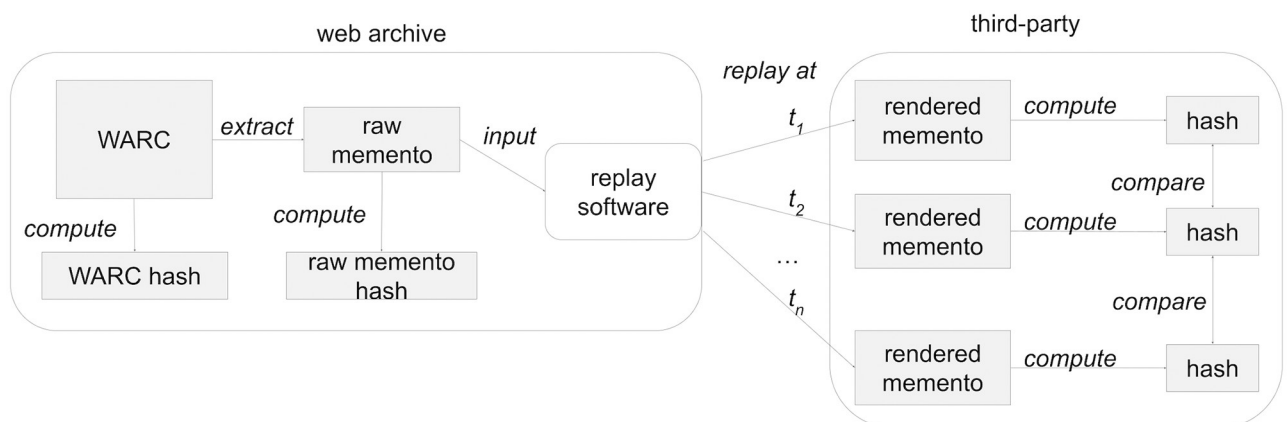 web archive
third-party
replay at
WARC
extract
raw
memento
input
replay
software
compute
compute
WARC hash
raw memento
hash
t1
t2
...
tn
rendered
memento
compute
hash
compare
rendered
memento
compute
hash
compare
rendered
memento
compute
hash